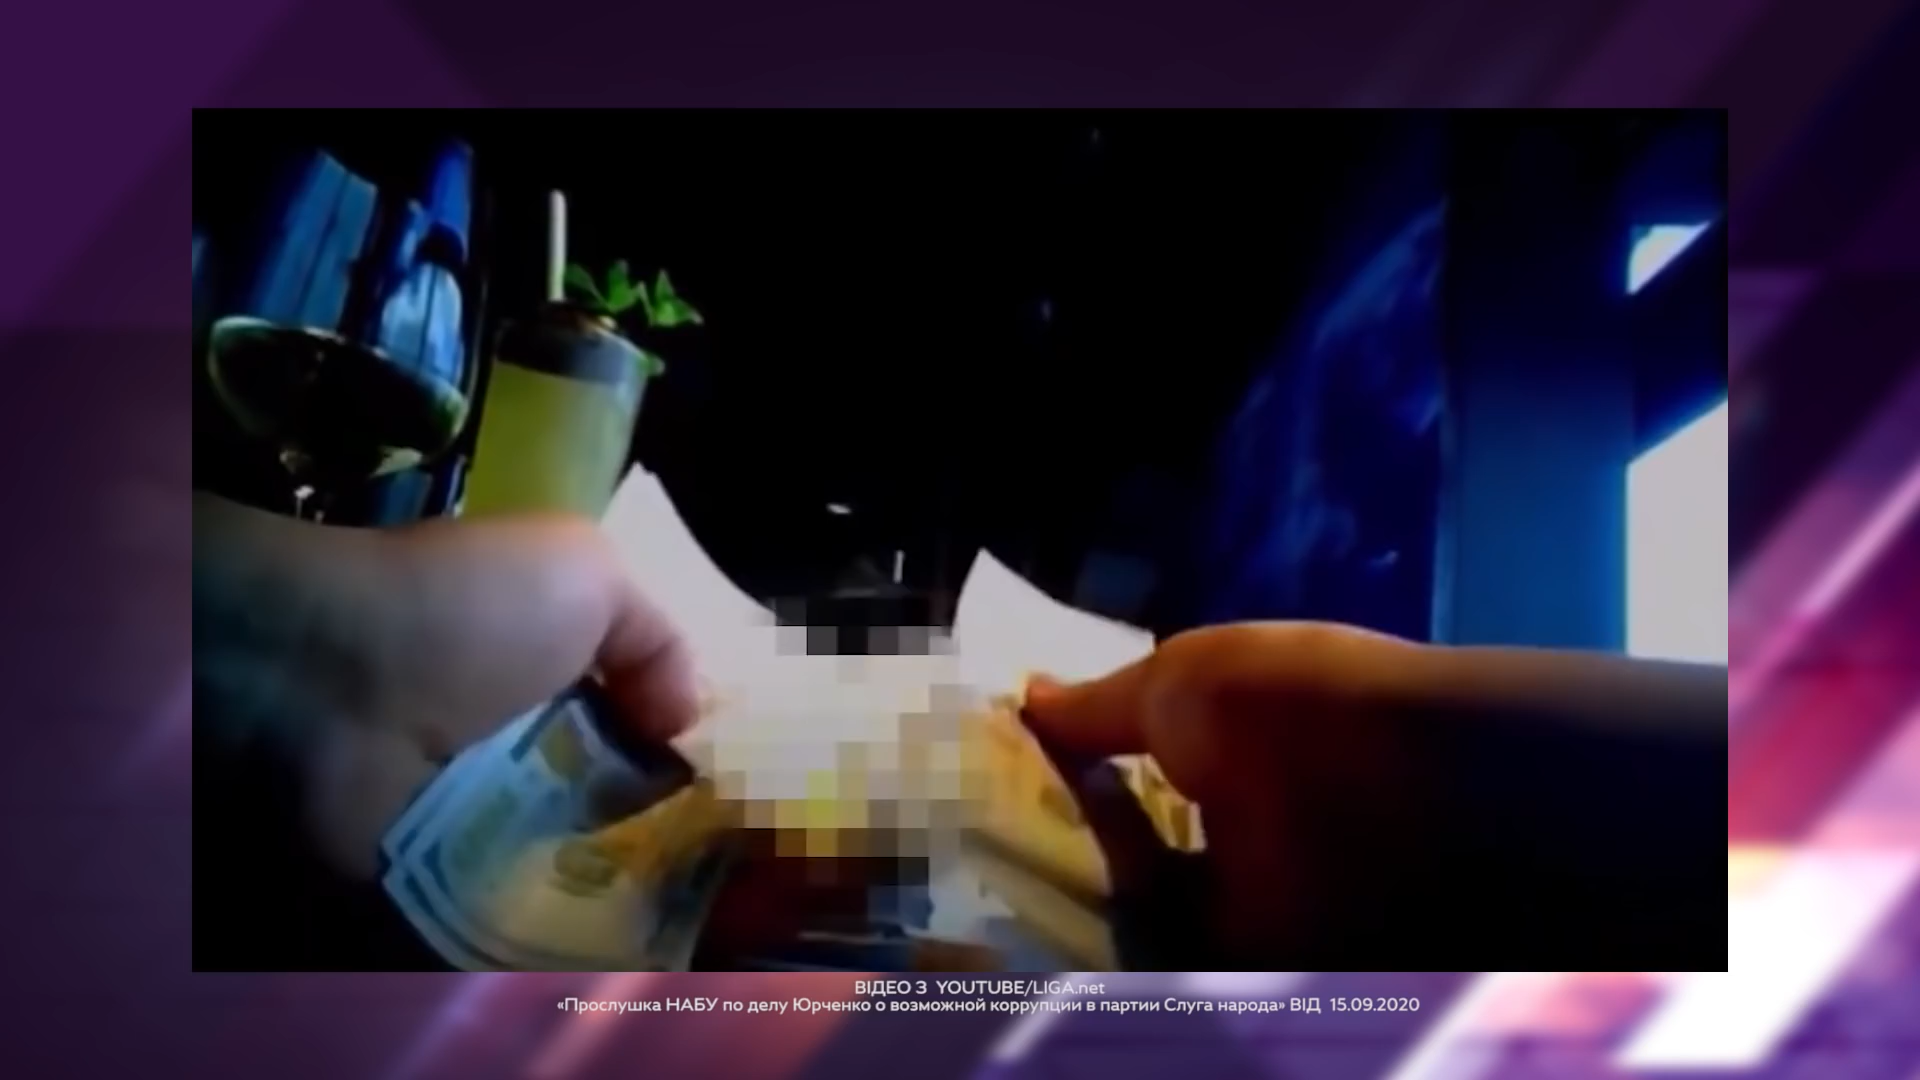 ВІДЕО З YOUTUBE/LIGA.net
«Прослушка НАБУ по делу Юрченко о возможной коррупции в партии Слуга народа» ВІД 15.09.2020